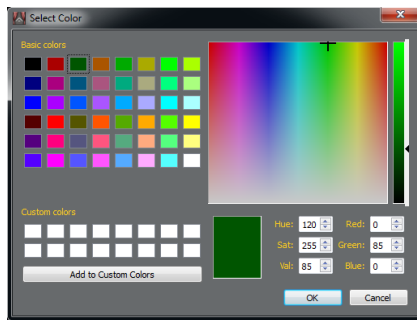 Select Color
Basic colors
Custom colors
Add to Custom Colors
Hue: 120 Red: 0
Sat: 255 Green: 85
Val: 85 Blue: 0
OK Cancel